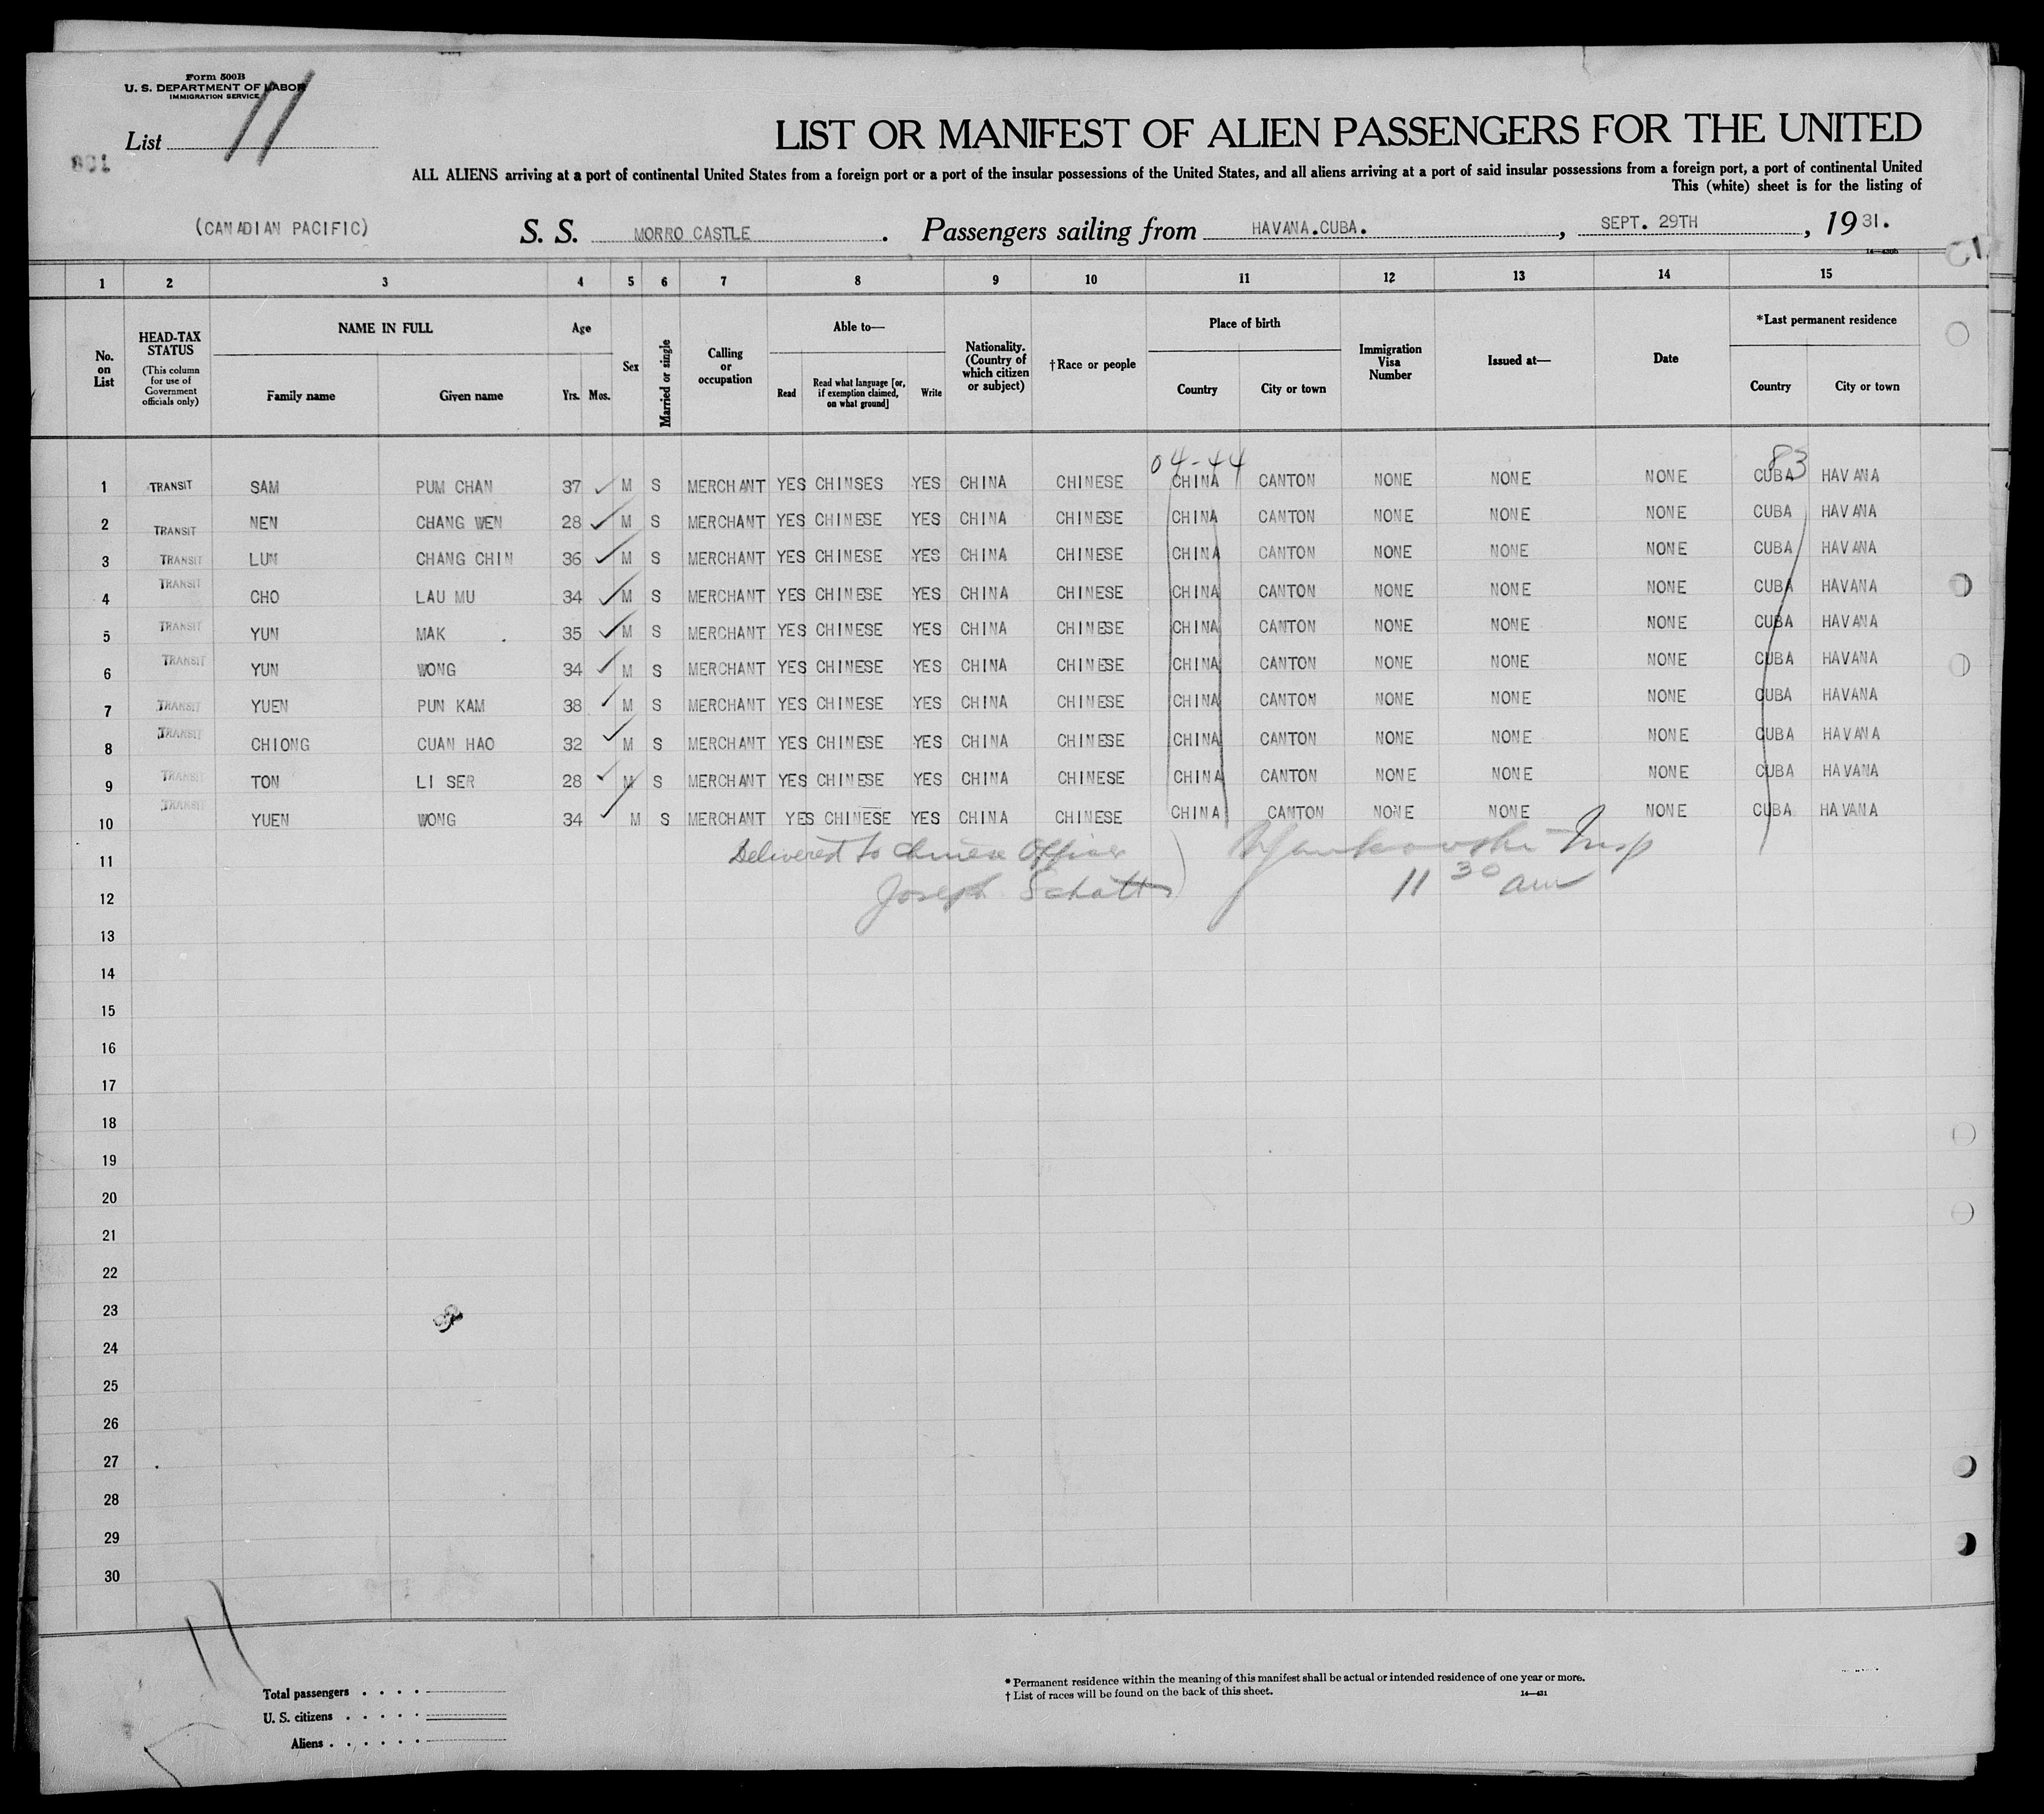 Form 500B
U. S. DEPARTMENT OF LABOR
IMMIGRATION SERVICE
List 11
801
LIST OR MANIFEST OF ALIEN PASSENGERS FOR THE UNITED
ALL ALIENS arriving at a port of continental United States from a foreign port or a port of the insular possessions of the United States, and all aliens arriving at a port of said insular possessions from a foreign port, a port of continental United
This (white) sheet is for the listing of
(CANADIAN PACIFIC) S. S. MORRO CASTLE. Passengers sailing from HAVANA.CUBA., SEPT. 29TH, 1931.
14—430b
1 2 3 4 5 6 7 8 9 10 11 12 13 14 15
No. on List
HEAD-TAX STATUS (This column for use of Government officials only)
NAME IN FULL
Family name Given name
Age
Yrs. Mos.
Sex
Married or single
Calling or occupation
Able to—
Read Read what language [or, if exemption claimed, on what ground] Write
Nationality. (Country of which citizen or subject)
†Race or people
Place of birth
Country City or town
Immigration Visa Number
Issued at—
Date
*Last permanent residence
Country City or town
04-44 83
1 TRANSIT SAM PUM CHAN 37 M S MERCHANT YES CHINSES YES CHINA CHINESE CHINA CANTON NONE NONE NONE CUBA HAVANA
2 TRANSIT NEN CHANG WEN 28 M S MERCHANT YES CHINESE YES CHINA CHINESE CHINA CANTON NONE NONE NONE CUBA HAVANA
3 TRANSIT LUM CHANG CHIN 36 M S MERCHANT YES CHINESE YES CHINA CHINESE CHINA CANTON NONE NONE NONE CUBA HAVANA
4 TRANSIT CHO LAU MU 34 M S MERCHANT YES CHINESE YES CHINA CHINESE CHINA CANTON NONE NONE NONE CUBA HAVANA
5 TRANSIT YUN MAK 35 M S MERCHANT YES CHINESE YES CHINA CHINESE CHINA CANTON NONE NONE NONE CUBA HAVANA
6 TRANSIT YUN WONG 34 M S MERCHANT YES CHINESE YES CHINA CHINESE CHINA CANTON NONE NONE NONE CUBA HAVANA
7 TRANSIT YUEN PUN KAM 38 M S MERCHANT YES CHINESE YES CHINA CHINESE CHINA CANTON NONE NONE NONE CUBA HAVANA
8 TRANSIT CHIONG CUAN HAO 32 M S MERCHANT YES CHINESE YES CHINA CHINESE CHINA CANTON NONE NONE NONE CUBA HAVANA
9 TRANSIT TON LI SER 28 M S MERCHANT YES CHINESE YES CHINA CHINESE CHINA CANTON NONE NONE NONE CUBA HAVANA
10 TRANSIT YUEN WONG 34 M S MERCHANT YES CHINESE YES CHINA CHINESE CHINA CANTON NONE NONE NONE CUBA HAVANA
11 Delivered to Chinese Officer Insp
12 Joseph Schatt 11 30 am
13
14
15
16
17
18
19
20
21
22
23
24
25
26
27
28
29
30
11
Total passengers . . . .
U. S. citizens . . . . .
Aliens . . . . . .
* Permanent residence within the meaning of this manifest shall be actual or intended residence of one year or more.
† List of races will be found on the back of this sheet. 14—431